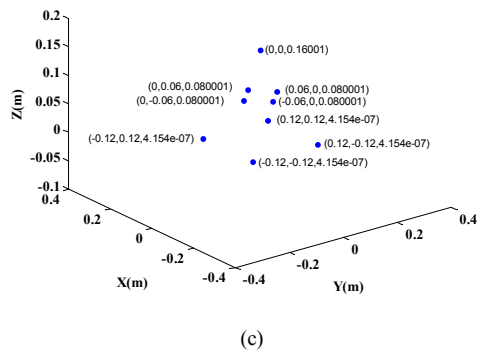 0.2
0.15
0.1
0.05
0
-0.05
-0.1
Z(m)
(0,0,0.16001)
(0,0.06,0.080001)
(0.06,0,0.080001)
(0,-0.06,0.080001)
(-0.06,0,0.080001)
(0.12,0.12,4.154e-07)
(-0.12,0.12,4.154e-07)
(0.12,-0.12,4.154e-07)
(-0.12,-0.12,4.154e-07)
0.4
0.2
0
-0.2
-0.4
X(m)
-0.4
-0.2
0
0.2
0.4
Y(m)
(c)